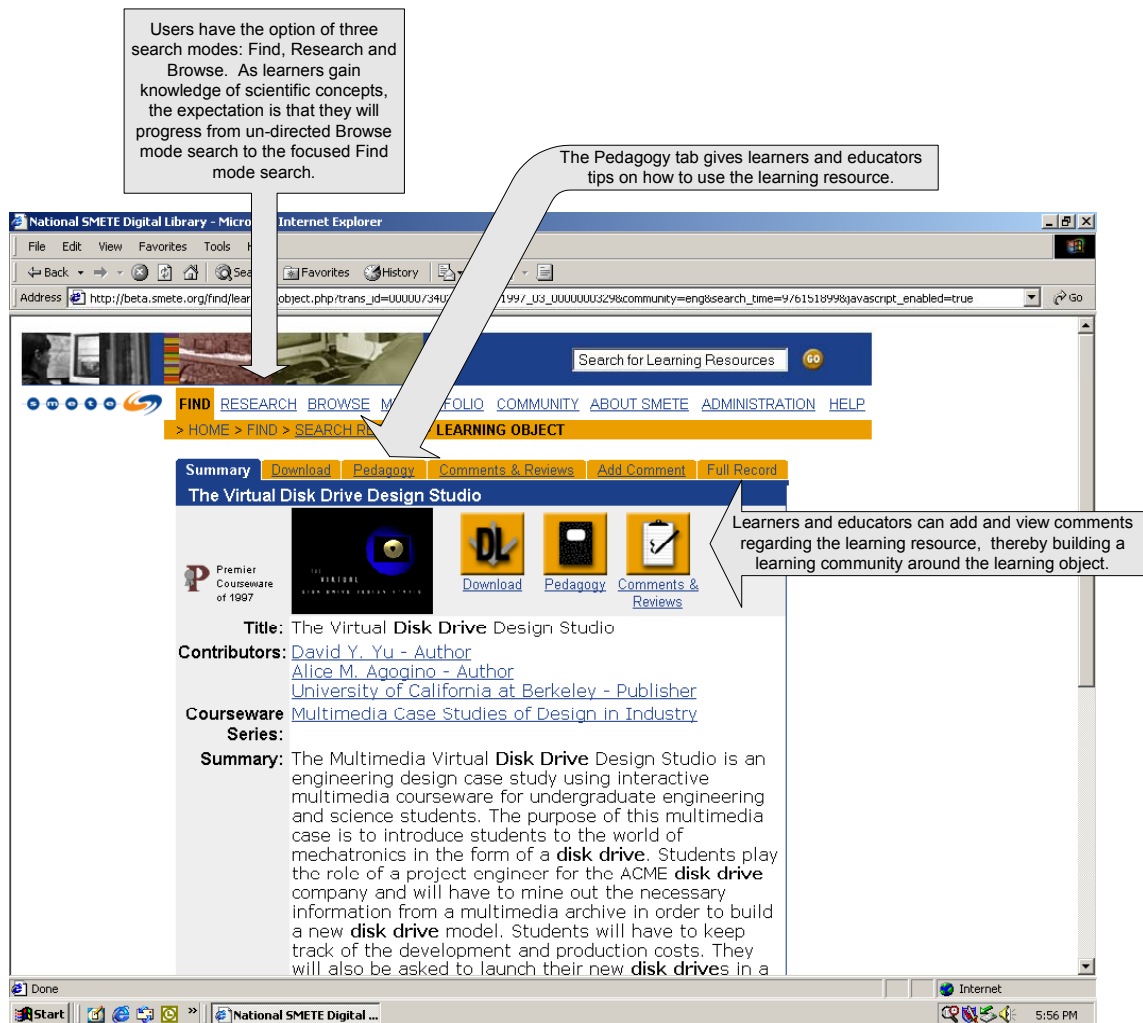 Users have the option of three
search modes: Find, Research and
Browse. As learners gain
knowledge of scientific concepts,
the expectation is that they will
progress from un-directed Browse
mode search to the focused Find
mode search.
The Pedagogy tab gives learners and educators
tips on how to use the learning resource.
National SMETE Digital Library - Micro Internet Explorer
File Edit View Favorites Tools
Back Favorites History
Address http://beta.smete.org/find/lear object.php?trans_id=000007340 1997_03_0000000329&community=eng&search_time=976151899&javascript_enabled=true Go
Search for Learning Resources GO
smete FIND RESEARCH BROWSE FOLIO COMMUNITY ABOUT SMETE ADMINISTRATION HELP
> HOME > FIND > SEARCH LEARNING OBJECT
Summary Download Pedagogy Comments & Reviews Add Comment Full Record
The Virtual Disk Drive Design Studio
Learners and educators can add and view comments
regarding the learning resource, thereby building a
learning community around the learning object.
P Premier
Courseware
of 1997
THE
VIRTUAL
DISK DRIVE DESIGN STUDIO
DL
Download Pedagogy Comments &
Reviews
Title: The Virtual Disk Drive Design Studio
Contributors: David Y. Yu - Author
Alice M. Agogino - Author
University of California at Berkeley - Publisher
Courseware Multimedia Case Studies of Design in Industry
Series:
Summary: The Multimedia Virtual Disk Drive Design Studio is an
engineering design case study using interactive
multimedia courseware for undergraduate engineering
and science students. The purpose of this multimedia
case is to introduce students to the world of
mechatronics in the form of a disk drive. Students play
the role of a project engineer for the ACME disk drive
company and will have to mine out the necessary
information from a multimedia archive in order to build
a new disk drive model. Students will have to keep
track of the development and production costs. They
will also be asked to launch their new disk drives in a
Done Internet
Start » National SMETE Digital ... 5:56 PM